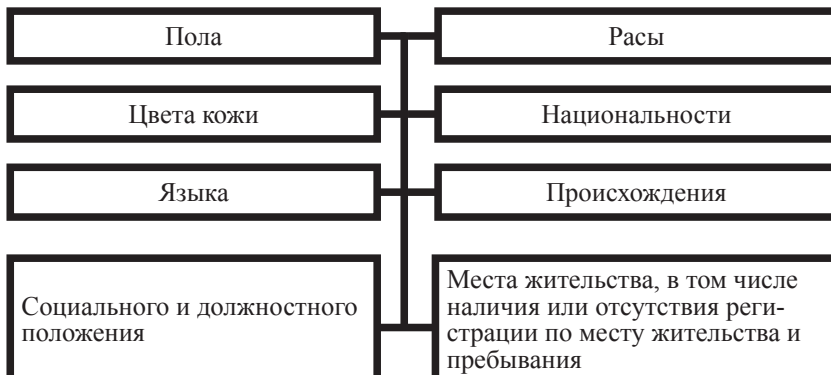 Пола
Расы
Цвета кожи
Национальности
Языка
Происхождения
Социального и должностного
положения
Места жительства, в том числе
наличия или отсутствия реги-
страции по месту жительства и
пребывания